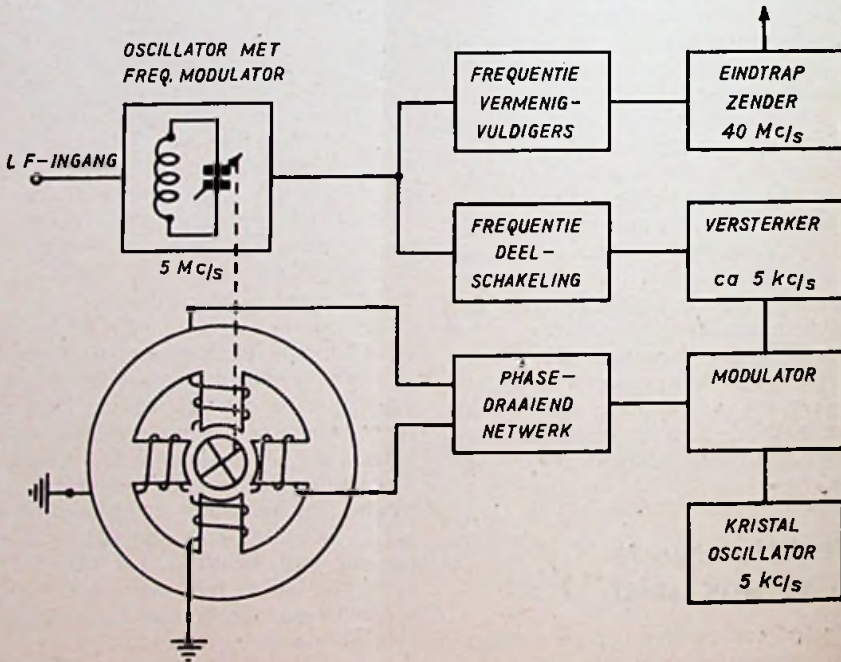 OSCILLATOR MET
FREQ. MODULATOR
LF-INGANG
5 Mc/s
FREQUENTIE
VERMENIG-
VULDIGERS
EINDTRAP
ZENDER
40 Mc/s
FREQUENTIE
DEEL-
SCHAKELING
VERSTERKER
ca 5 kc/s
PHASE-
DRAAIEND
NETWERK
MODULATOR
KRISTAL
OSCILLATOR
5 kc/s